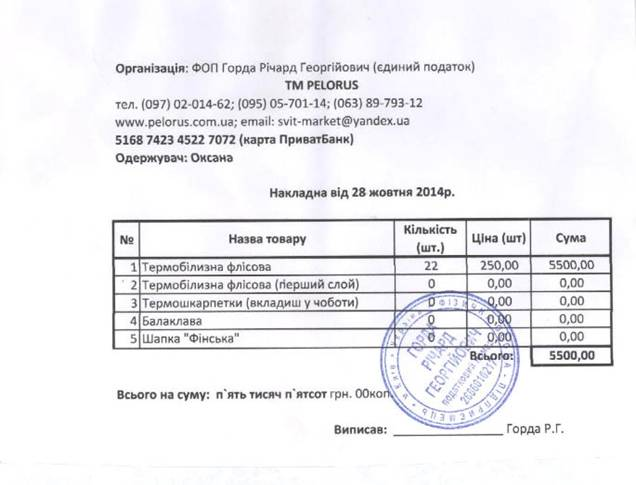 Організація: ФОП Горда Річард Георгійович (єдиний податок)
ТМ PELORUS
тел. (097) 02-014-62; (095) 05-701-14; (063) 89-793-12
www.pelorus.com.ua; email: svit-market@yandex.ua
5168 7423 4522 7072 (карта ПриватБанк)
Одержувач: Оксана
Накладна від 28 жовтня 2014р.
№ Назва товару Кількість (шт.) Ціна (шт) Сума
1 Термобілизна флісова 22 250,00 5500,00
2 Термобілизна флісова (перший слой) 0 0,00 0,00
3 Термошкарпетки (вкладиш у чоботи) 0 0,00 0,00
4 Балаклава 0 0,00 0,00
5 Шапка "Фінська" 0 0,00 0,00
Всього: 5500,00
Всього на суму: п`ять тисяч п`ятсот грн. 00коп
Виписав: Горда Р.Г.
ГОРДА
РІЧАРД
ГЕОРГІЙОВИЧ